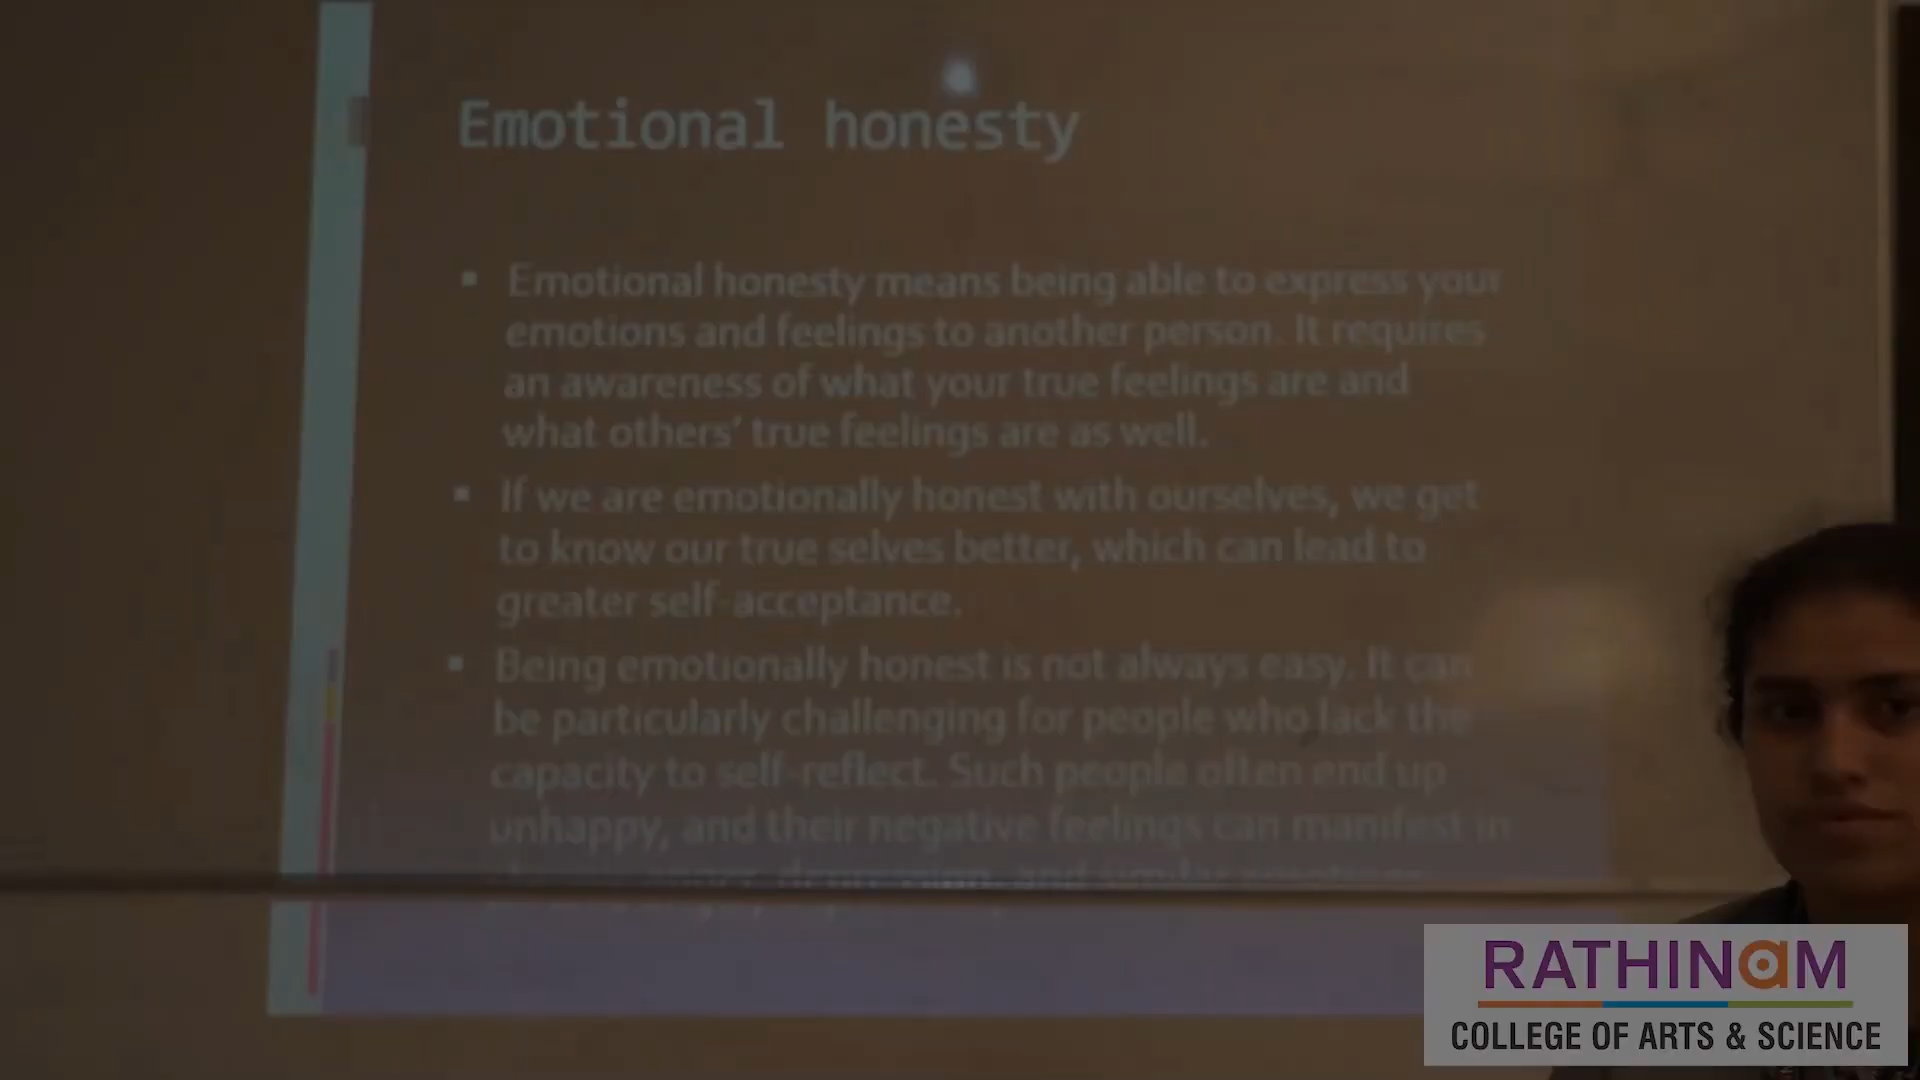 Emotional honesty
▪ Emotional honesty means being able to express your
emotions and feelings to another person. It requires
an awareness of what your true feelings are and
what others’ true feelings are as well.
▪ If we are emotionally honest with ourselves, we get
to know our true selves better, which can lead to
greater self-acceptance.
▪ Being emotionally honest is not always easy. It can
be particularly challenging for people who lack the
capacity to self-reflect. Such people often end up
unhappy, and their negative feelings can manifest in
anger, depression, and similar emotions.
RATHINAM
COLLEGE OF ARTS & SCIENCE